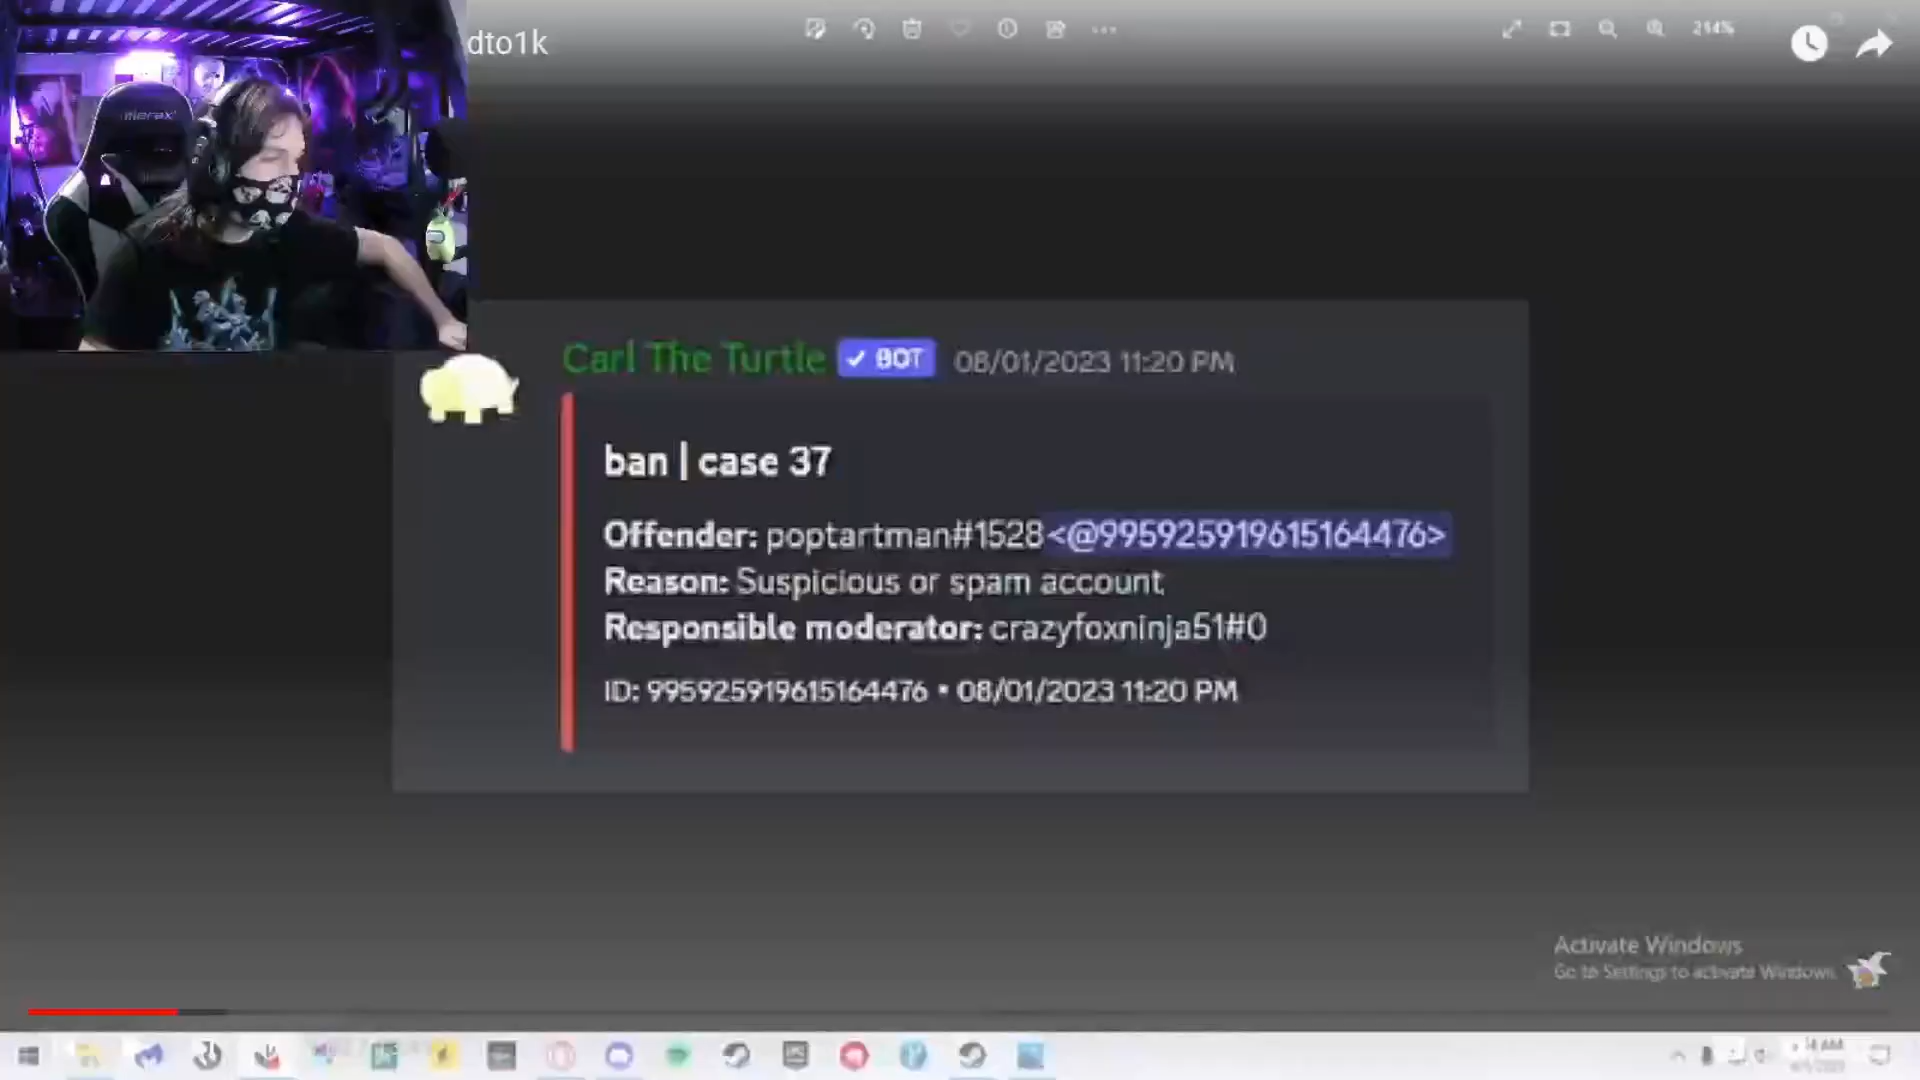 dto1k
214%
merax
Carl The Turtle ✓ BOT 08/01/2023 11:20 PM
ban | case 37
Offender: poptartman#1528<@995925919615164476>
Reason: Suspicious or spam account
Responsible moderator: crazyfoxninja51#0
ID: 995925919615164476 • 08/01/2023 11:20 PM
Activate Windows
Go to Settings to activate Windows.